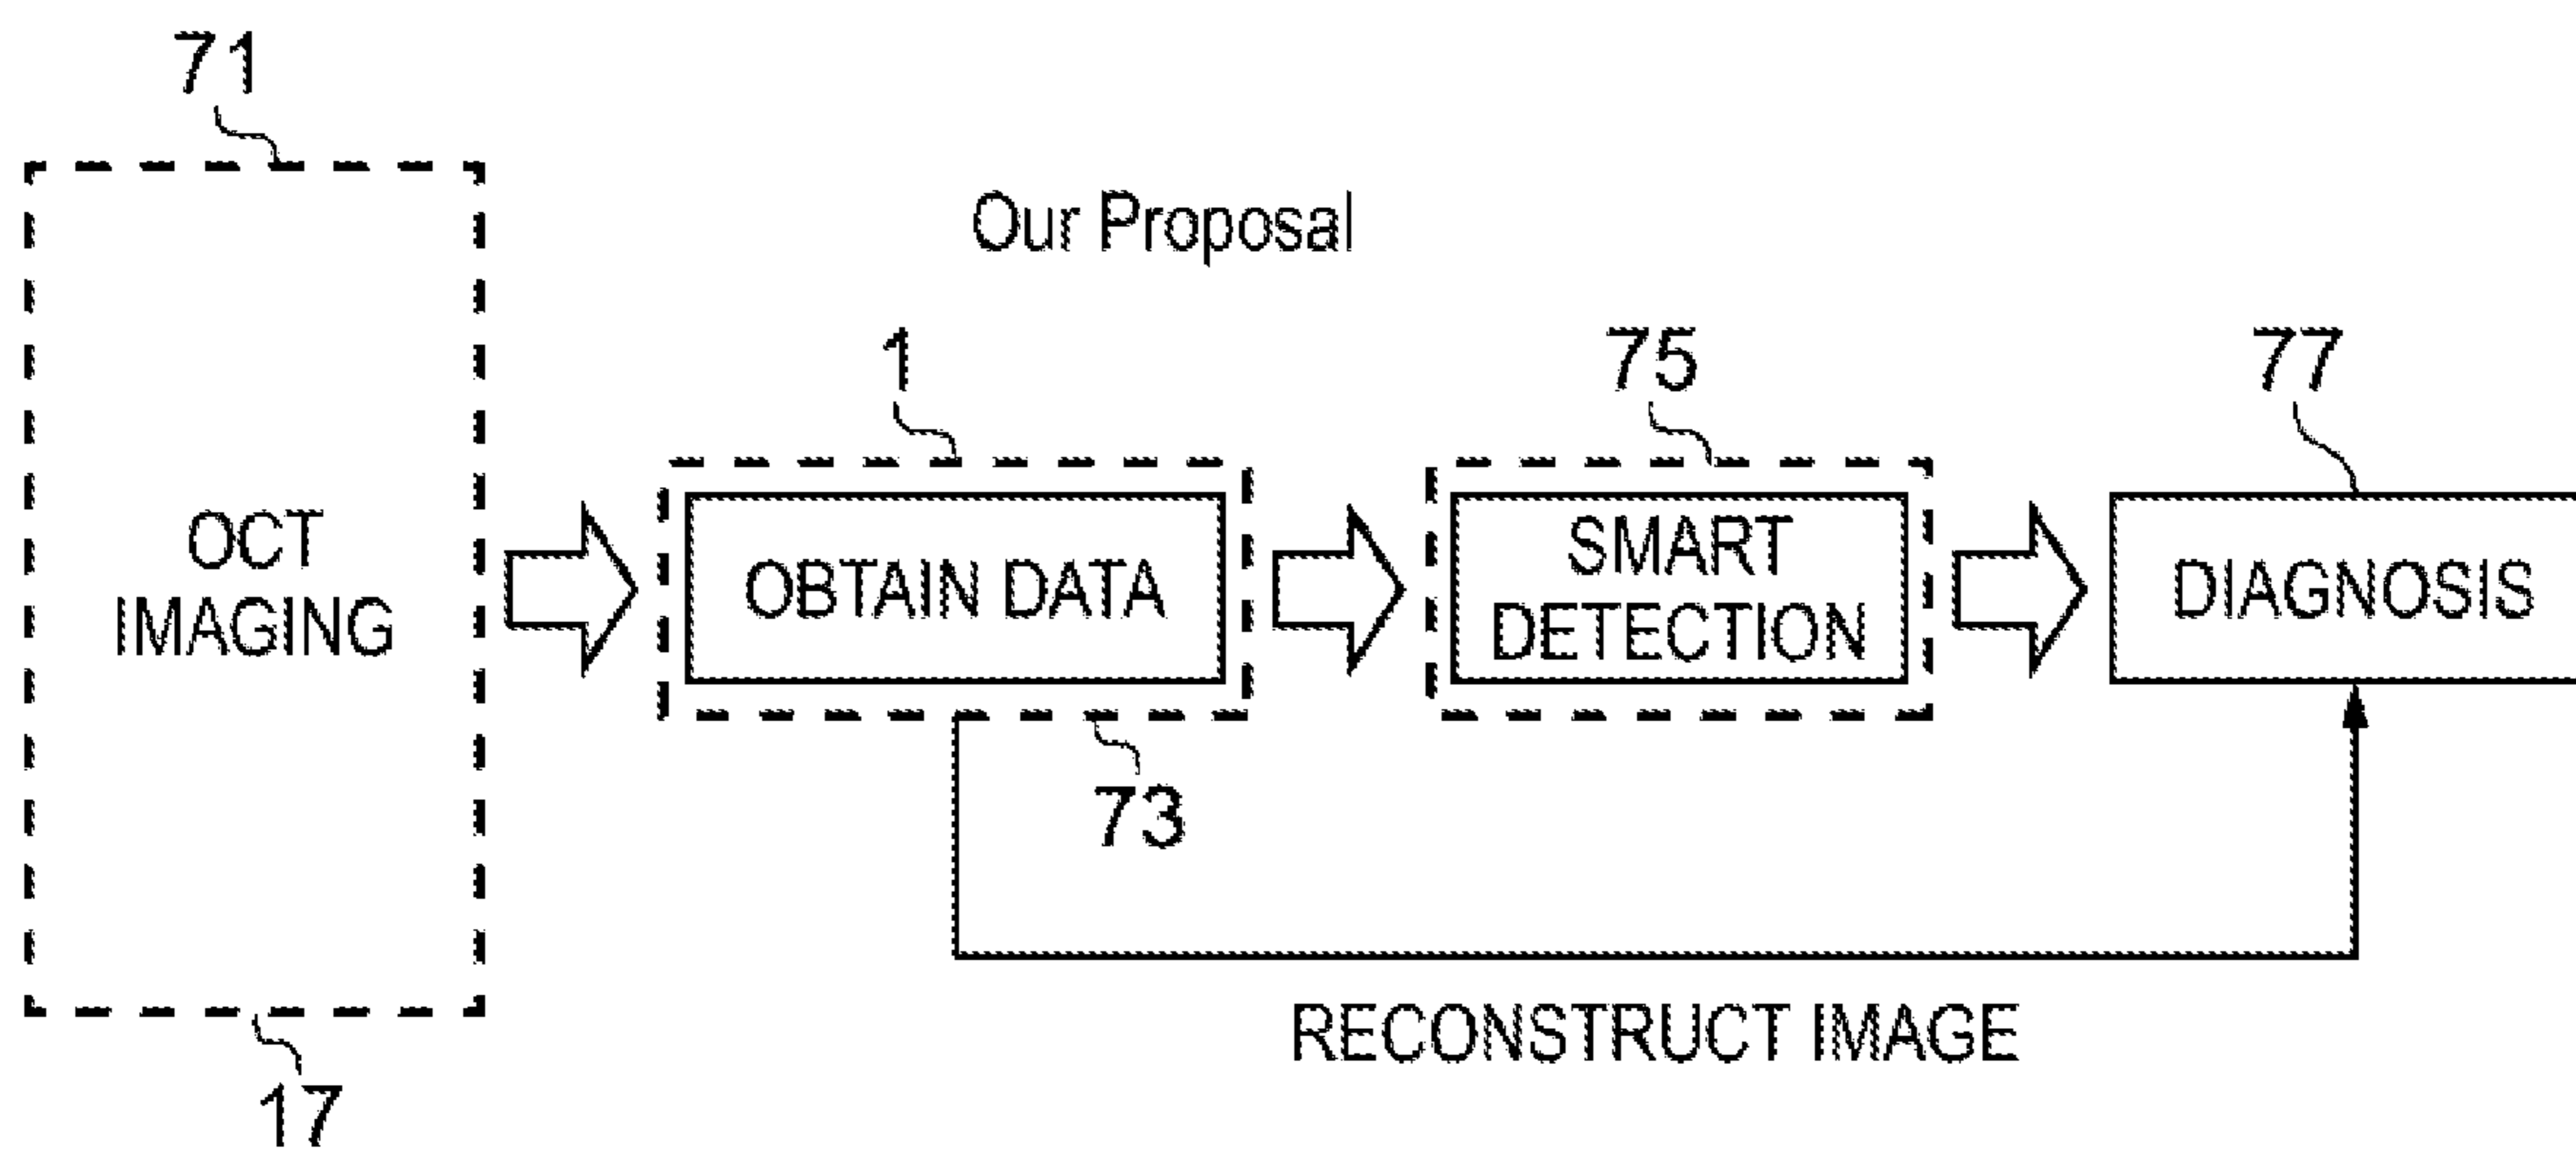 71
Our Proposal
1
75
77
OCT
IMAGING
OBTAIN DATA
SMART
DETECTION
DIAGNOSIS
73
RECONSTRUCT IMAGE
17